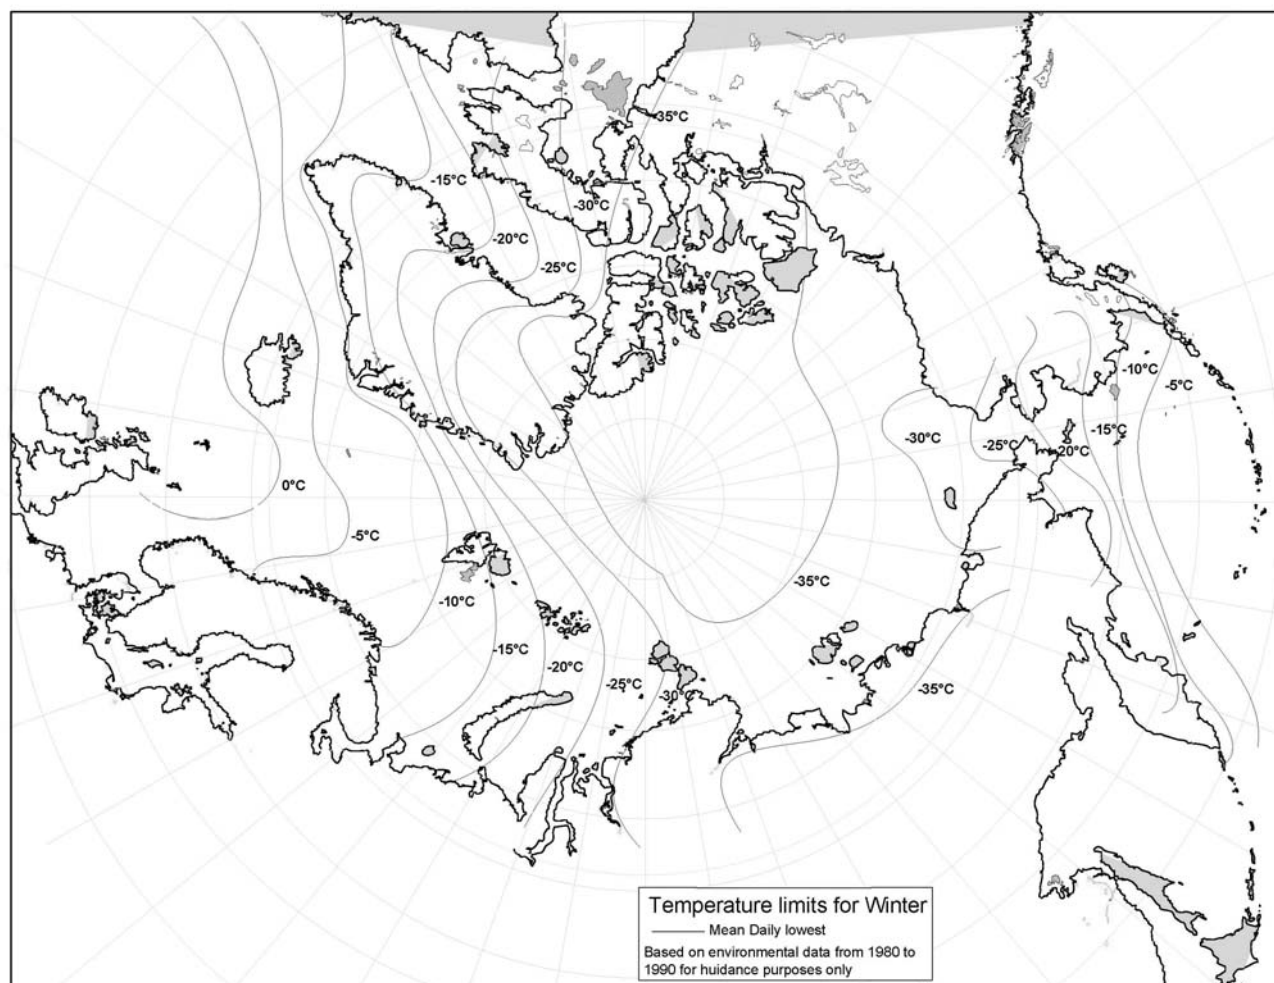 -35°C
-15°C
-30°C
-20°C
-25°C
-10°C
-5°C
-30°C
-25°C
-20°C
-15°C
0°C
-5°C
-35°C
-10°C
-15°C
-20°C
-25°C
-30°C
-35°C
Temperature limits for Winter
Mean Daily lowest
Based on environmental data from 1980 to
1990 for huidance purposes only